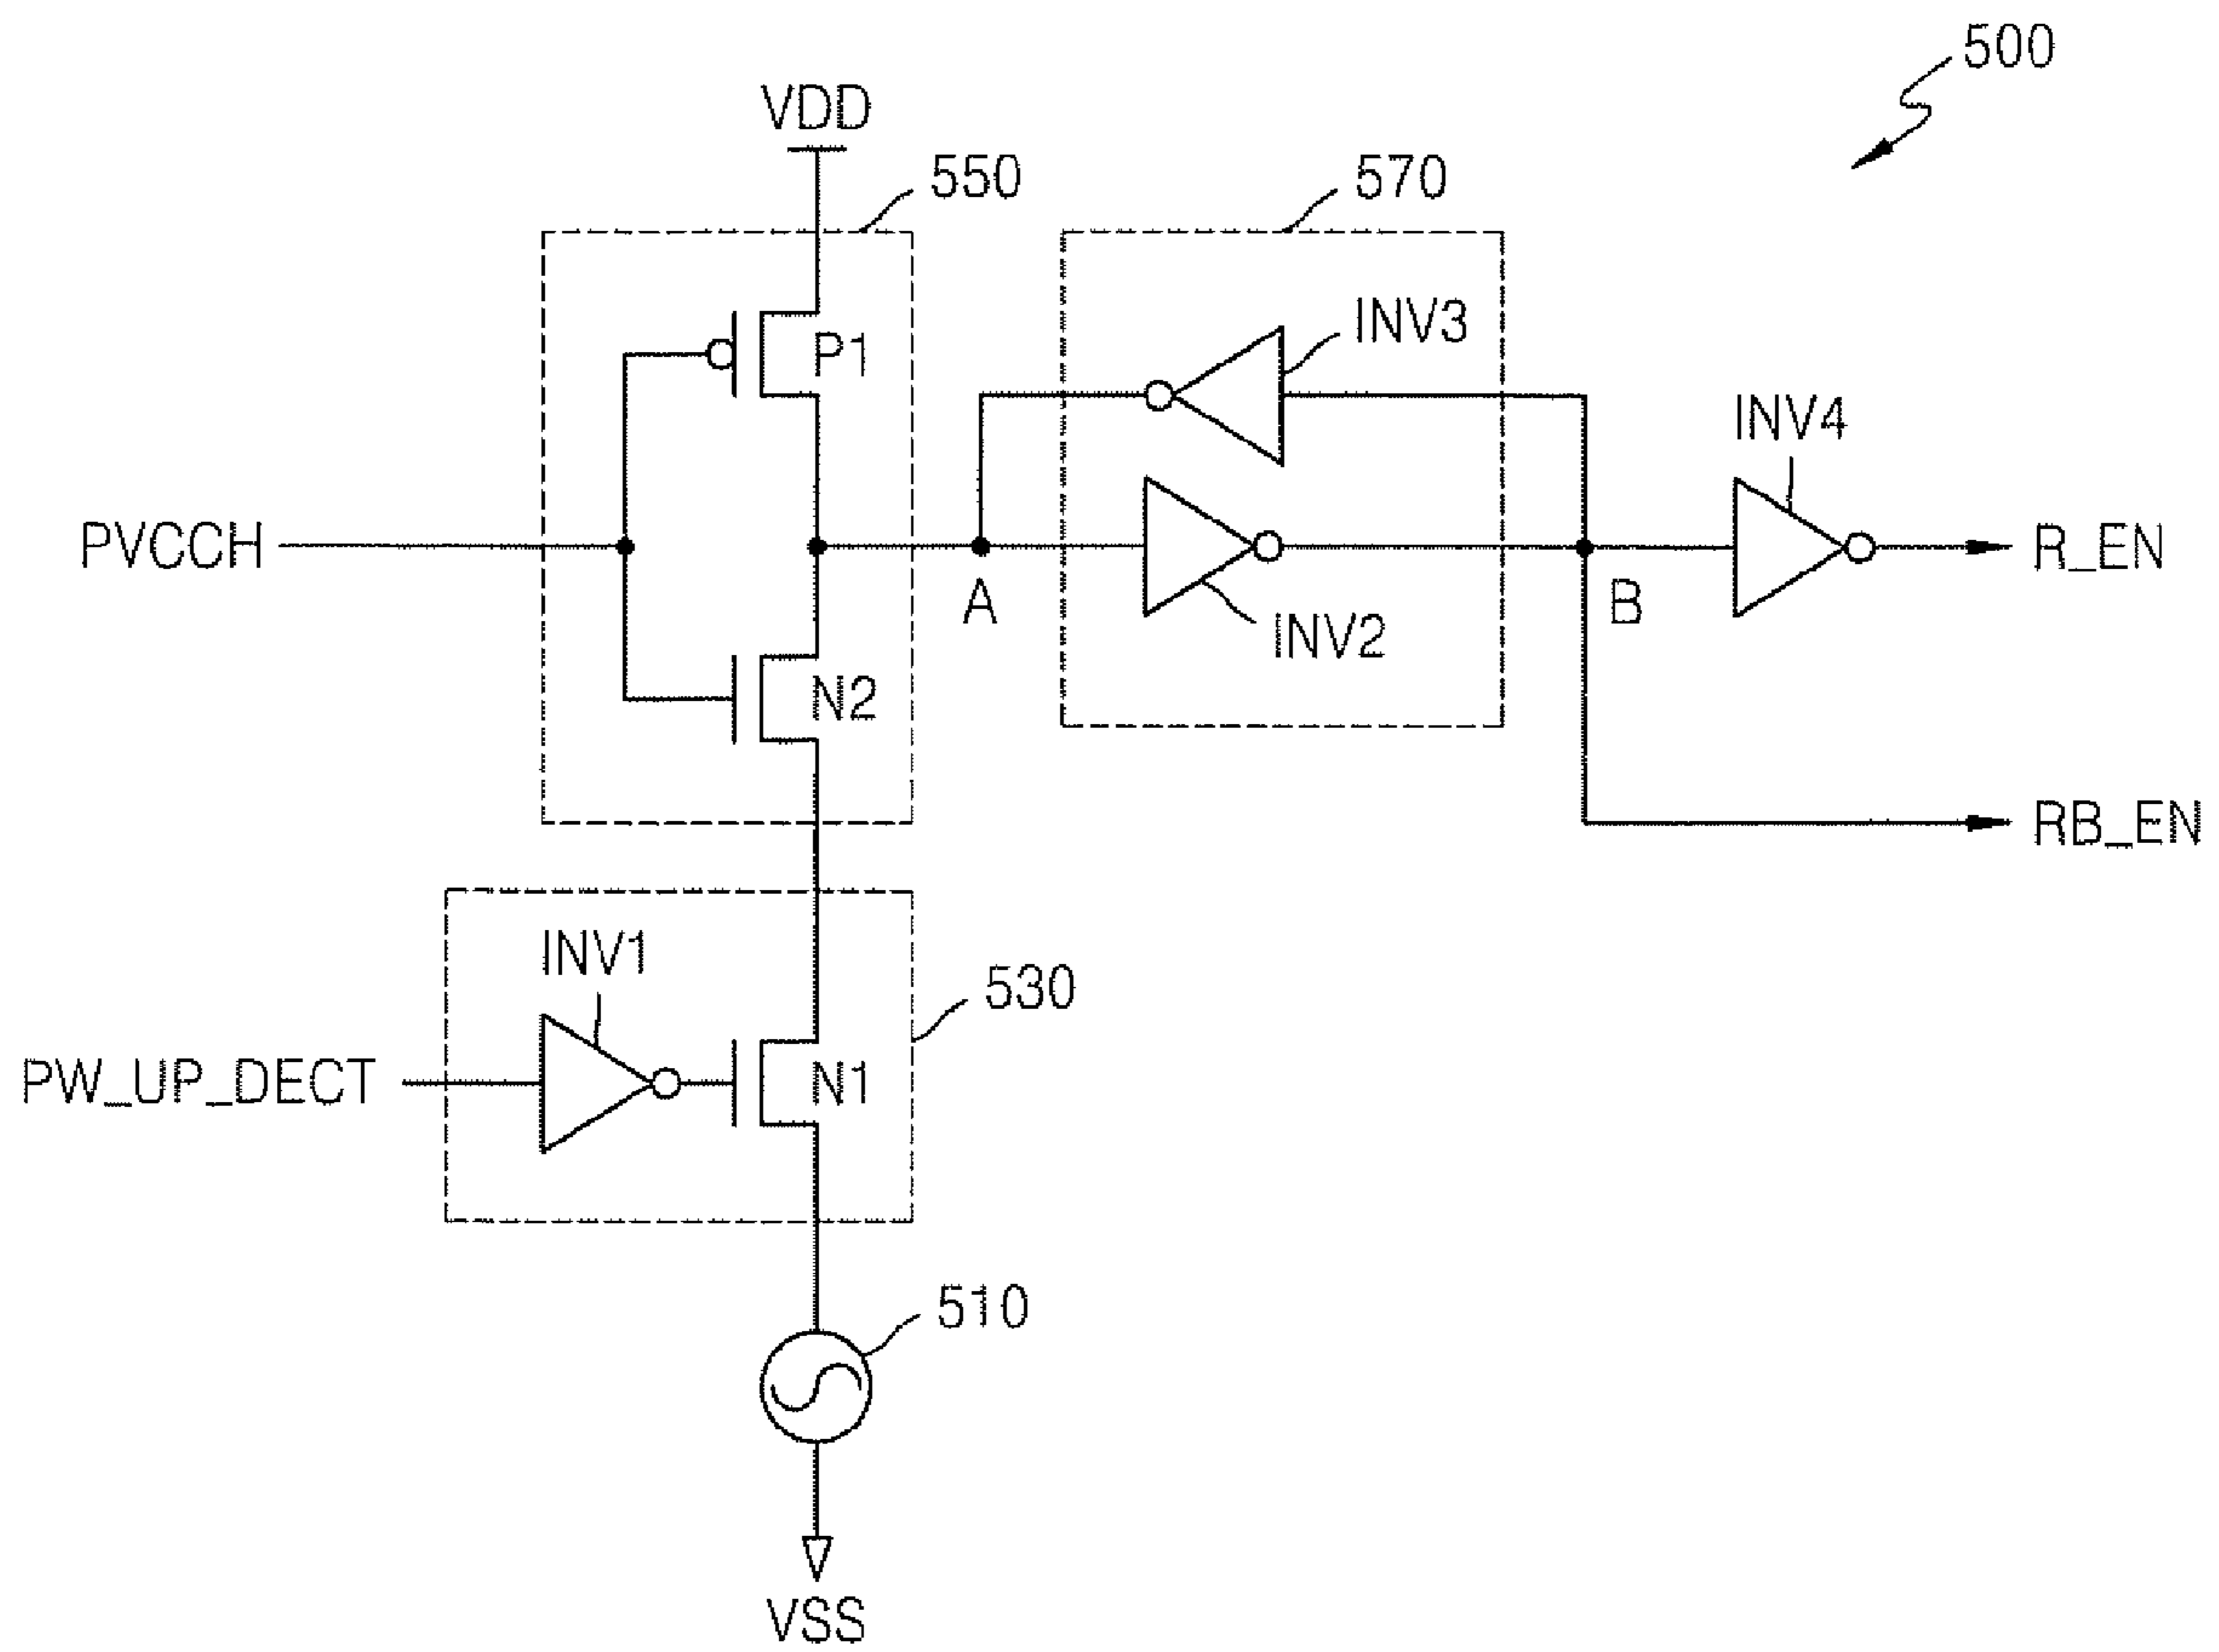 500
VDD
550
570
INV3
P1
INV4
PVCCH
R_EN
A
B
INV2
N2
RB_EN
INV1
530
PW_UP_DECT
N1
510
VSS